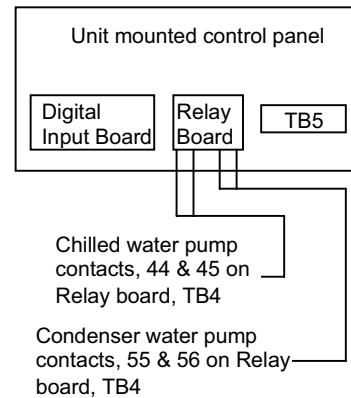 Unit mounted control panel
Digital
Input Board
Relay
Board
TB5
Chilled water pump
contacts, 44 & 45 on
Relay board, TB4
Condenser water pump
contacts, 55 & 56 on Relay
board, TB4